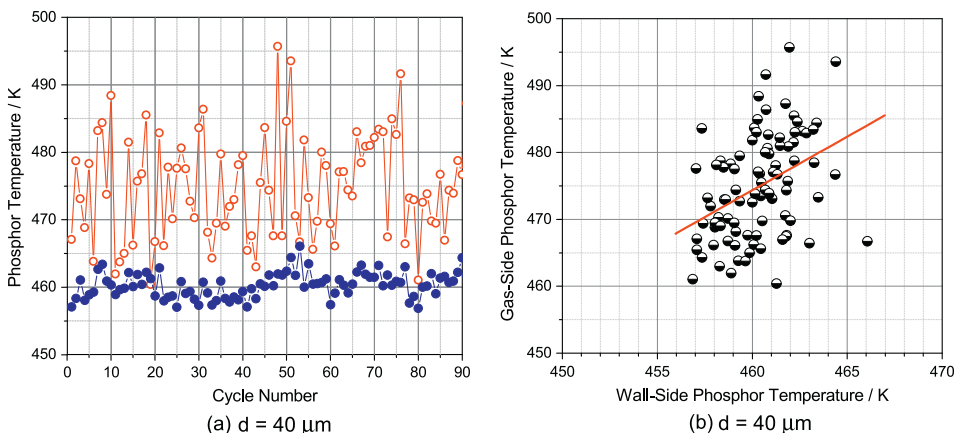 500
490
480
470
460
450
Phosphor Temperature / K
0 10 20 30 40 50 60 70 80 90
Cycle Number
(a) d = 40 μm
500
490
480
470
460
450
Gas-Side Phosphor Temperature / K
450 455 460 465 470
Wall-Side Phosphor Temperature / K
(b) d = 40 μm